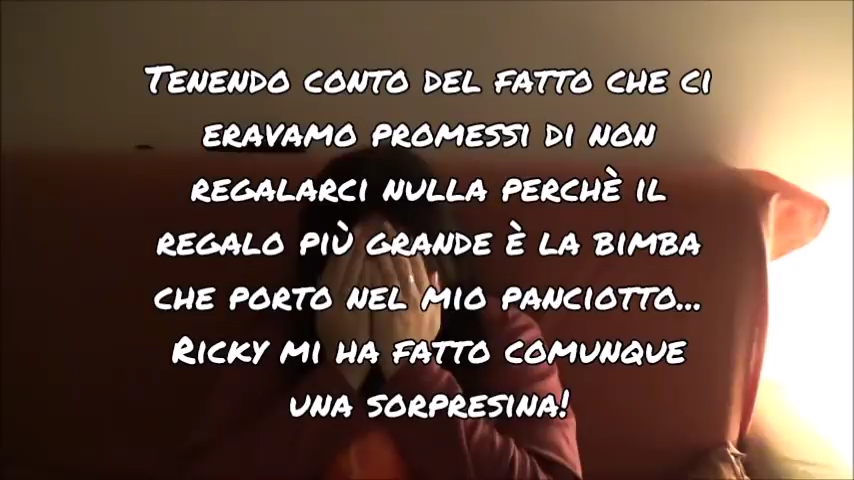 Tenendo conto del fatto che ci
eravamo promessi di non
regalarci nulla perchè il
regalo più grande è la bimba
che porto nel mio panciotto...
Ricky mi ha fatto comunque
una sorpresina!